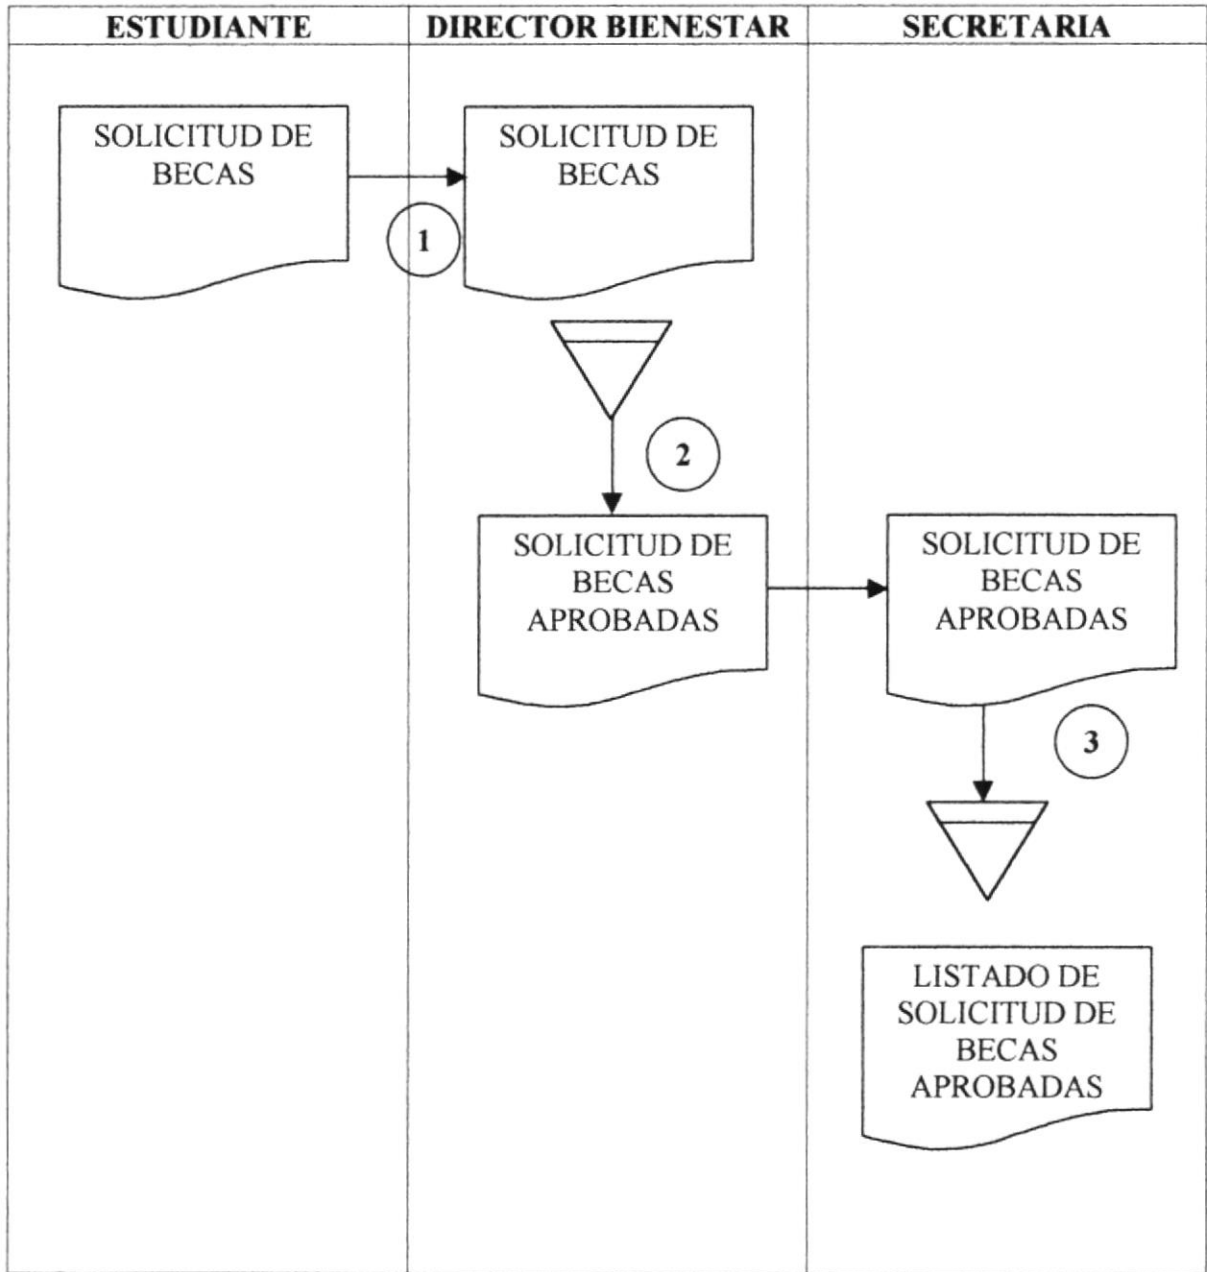 ESTUDIANTE
DIRECTOR BIENESTAR
SECRETARIA
SOLICITUD DE
BECAS
SOLICITUD DE
BECAS
1
2
SOLICITUD DE
BECAS
APROBADAS
SOLICITUD DE
BECAS
APROBADAS
3
LISTADO DE
SOLICITUD DE
BECAS
APROBADAS